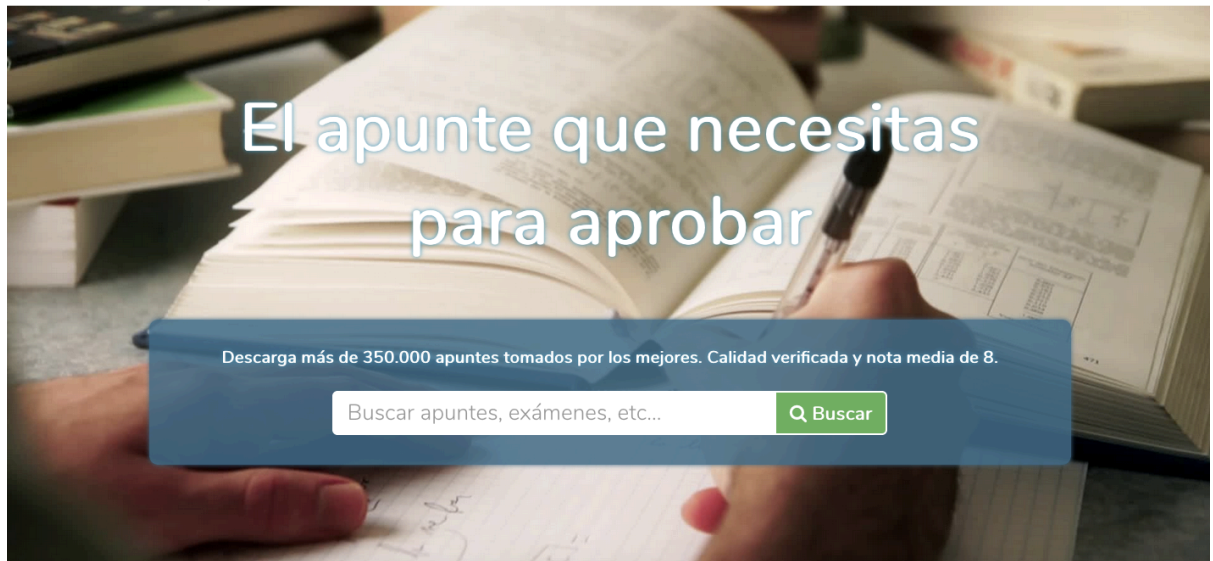 El apunte que necesitas
para aprobar
Descarga más de 350.000 apuntes tomados por los mejores. Calidad verificada y nota media de 8.
Buscar apuntes, exámenes, etc...
Buscar